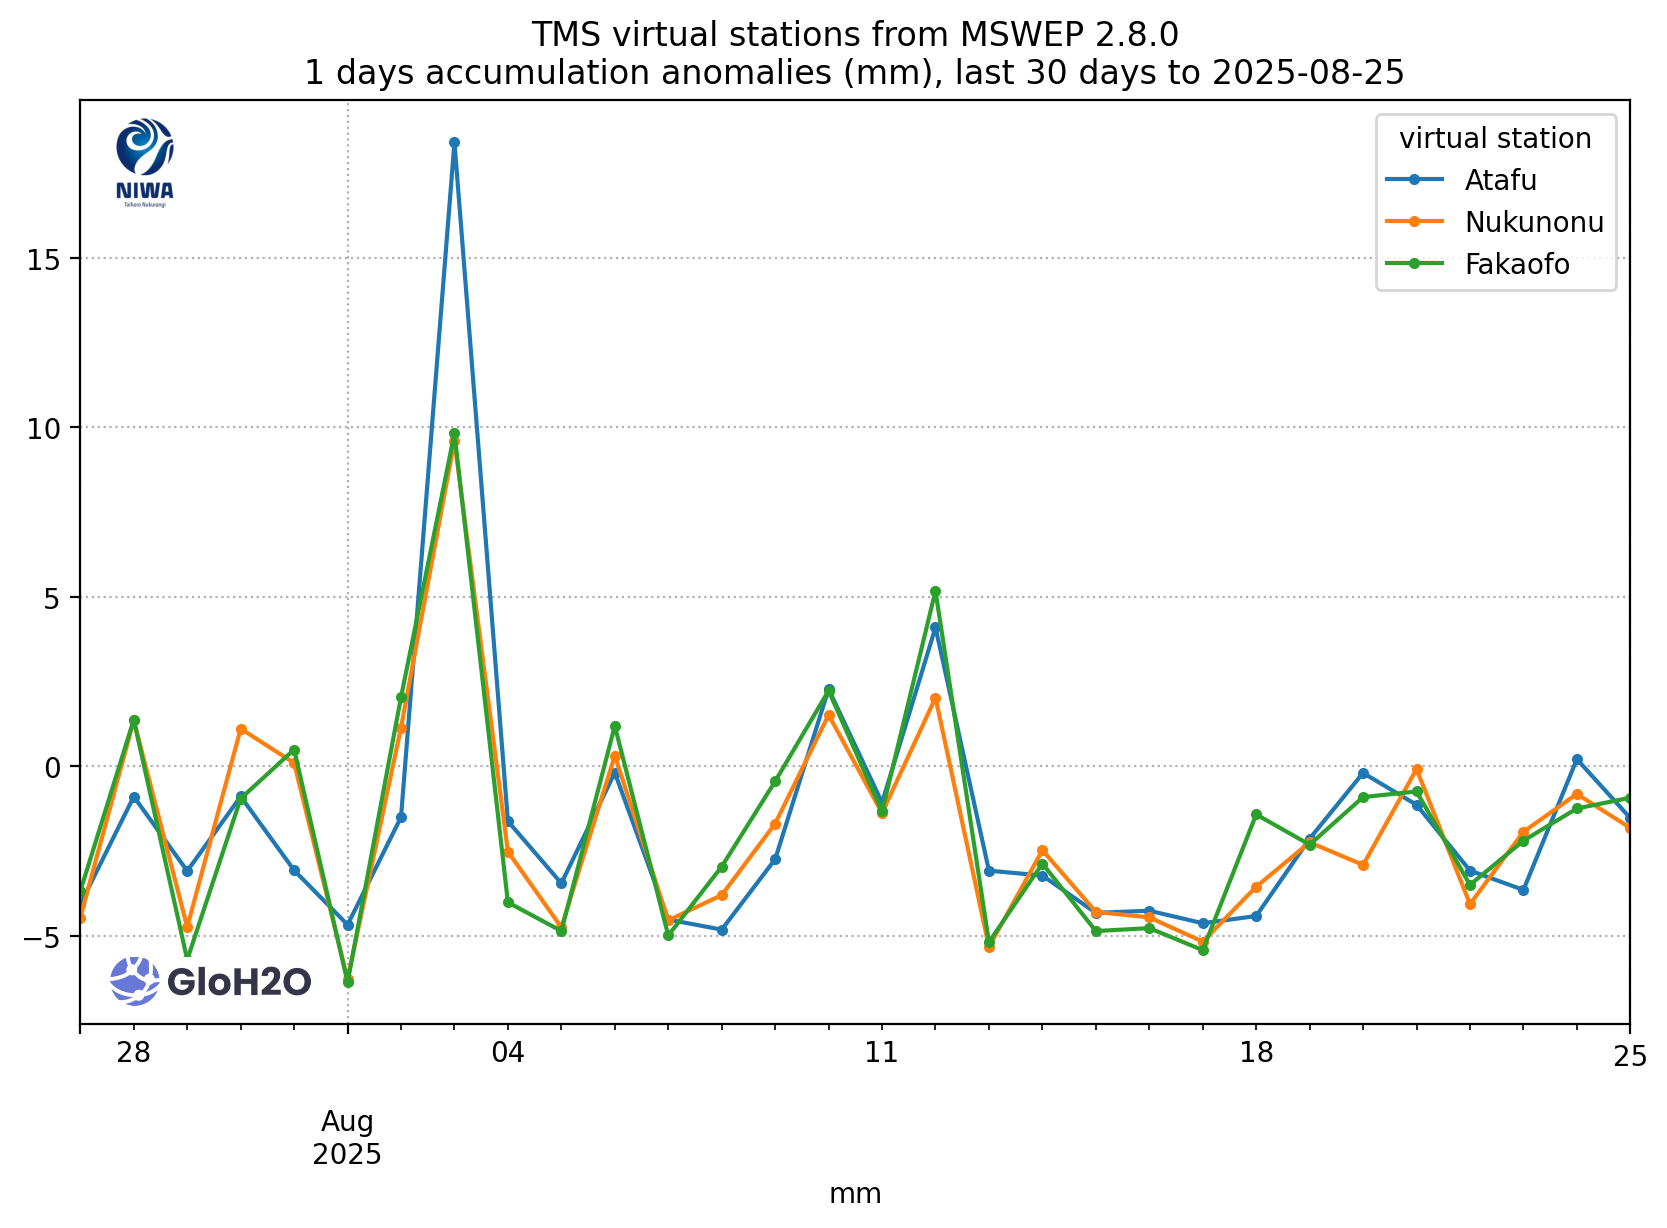 TMS virtual stations from MSWEP 2.8.0
1 days accumulation anomalies (mm), last 30 days to 2025-08-25
NIWA
Taihoro Nukurangi
virtual station
Atafu
Nukunonu
Fakaofo
15
10
5
0
−5
GloH2O
28
04
11
18
25
Aug
2025
mm